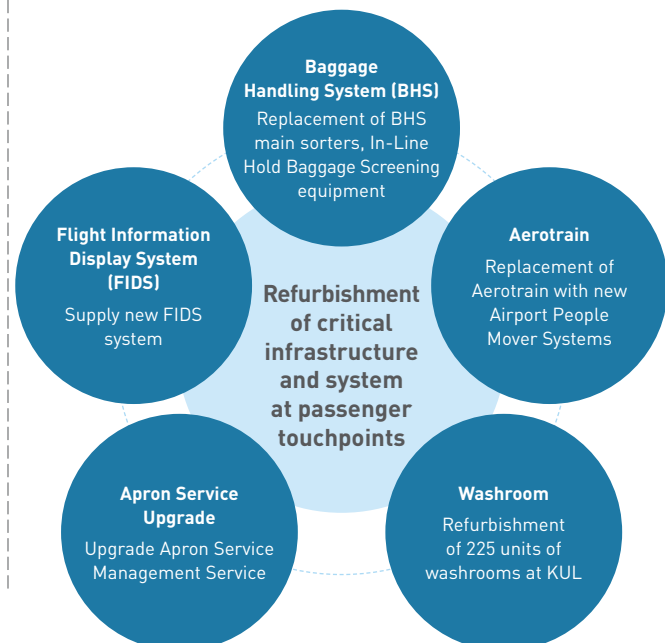 Baggage
Handling System (BHS)
Replacement of BHS
main sorters, In-Line
Hold Baggage Screening
equipment
Flight Information
Display System
(FIDS)
Supply new FIDS
system
Aerotrain
Replacement of
Aerotrain with new
Airport People
Mover Systems
Refurbishment
of critical
infrastructure
and system
at passenger
touchpoints
Apron Service
Upgrade
Upgrade Apron Service
Management Service
Washroom
Refurbishment
of 225 units of
washrooms at KUL